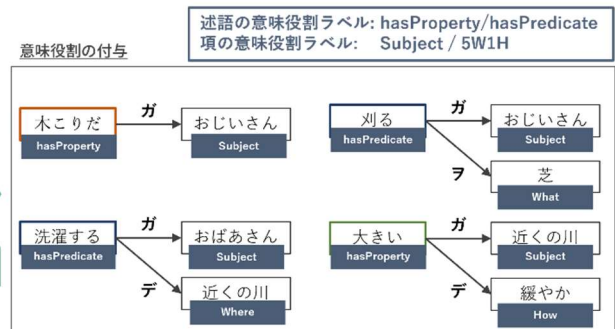 述語の意味役割ラベル: hasProperty/hasPredicate
項の意味役割ラベル: Subject / 5W1H
意味役割の付与
木こりだ
hasProperty
ガ
おじいさん
Subject
刈る
hasPredicate
ガ
おじいさん
Subject
ヲ
芝
What
洗濯する
hasPredicate
ガ
おばあさん
Subject
デ
近くの川
Where
大きい
hasProperty
ガ
近くの川
Subject
デ
緩やか
How